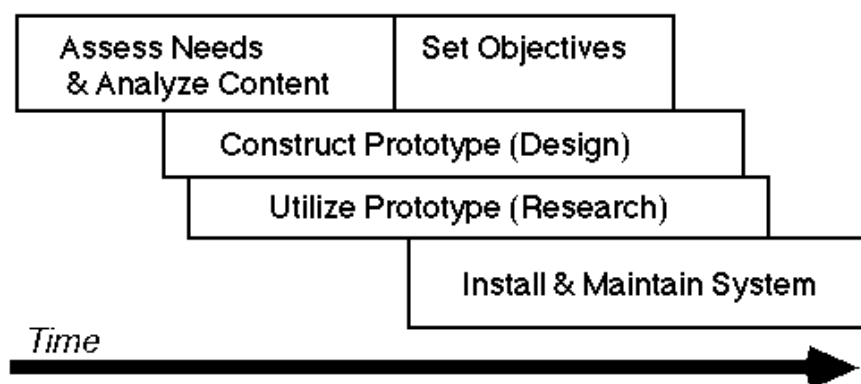 Assess Needs
& Analyze Content
Set Objectives
Construct Prototype (Design)
Utilize Prototype (Research)
Install & Maintain System
Time